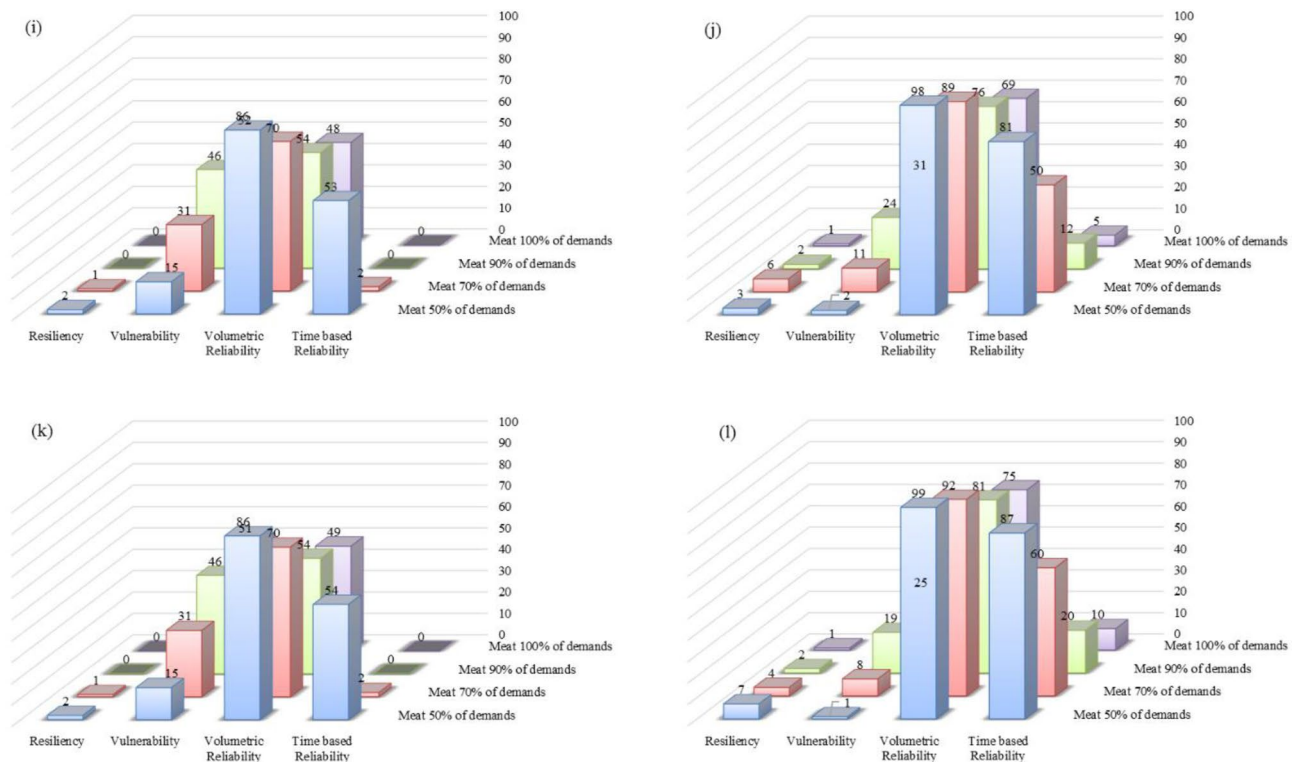 (i)
100
90
80
70
60
50
40
30
20
10
0
86
52
70
54
48
46
53
31
0
0
0
1
15
2
2
Meat 100% of demands
Meat 90% of demands
Meat 70% of demands
Meat 50% of demands
Resiliency
Vulnerability
Volumetric
Reliability
Time based
Reliability
(j)
100
90
80
70
60
50
40
30
20
10
0
98
89
76
69
81
31
50
24
1
5
12
2
6
11
3
2
Meat 100% of demands
Meat 90% of demands
Meat 70% of demands
Meat 50% of demands
Resiliency
Vulnerability
Volumetric
Reliability
Time based
Reliability
(k)
100
90
80
70
60
50
40
30
20
10
0
86
51
70
54
49
46
54
31
0
0
0
0
1
15
2
2
Meat 100% of demands
Meat 90% of demands
Meat 70% of demands
Meat 50% of demands
Resiliency
Vulnerability
Volumetric
Reliability
Time based
Reliability
(l)
100
90
80
70
60
50
40
30
20
10
0
99
92
81
75
87
25
60
19
1
20
10
2
4
8
7
1
Meat 100% of demands
Meat 90% of demands
Meat 70% of demands
Meat 50% of demands
Resiliency
Vulnerability
Volumetric
Reliability
Time based
Reliability